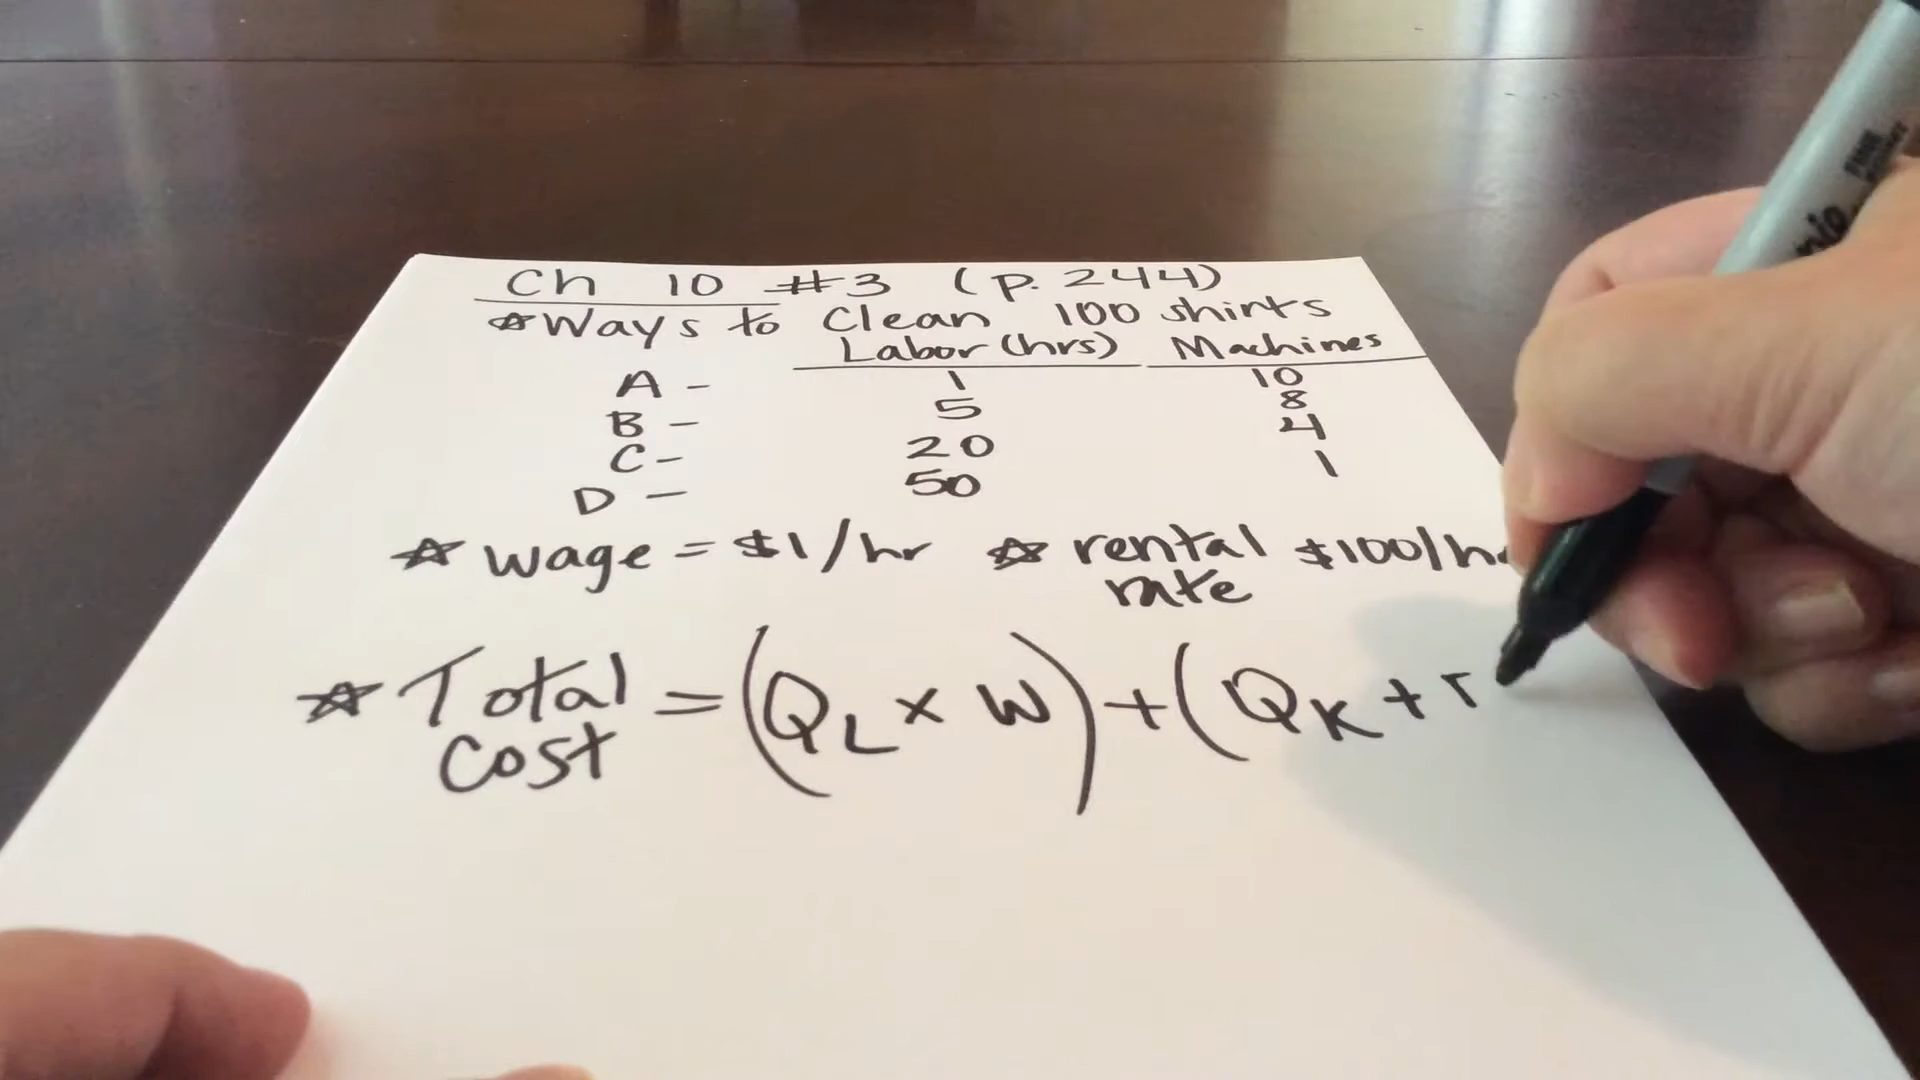 Ch 10 #3 (p. 244)
☆Ways to Clean 100 shirts
Labor (hrs) Machines
A - 1 10
B - 5 8
C - 20 4
D - 50 1
☆ wage = $1/hr ☆ rental $100/h
rate
☆ Total = (QL x W) + (QK + r
cost
FINE